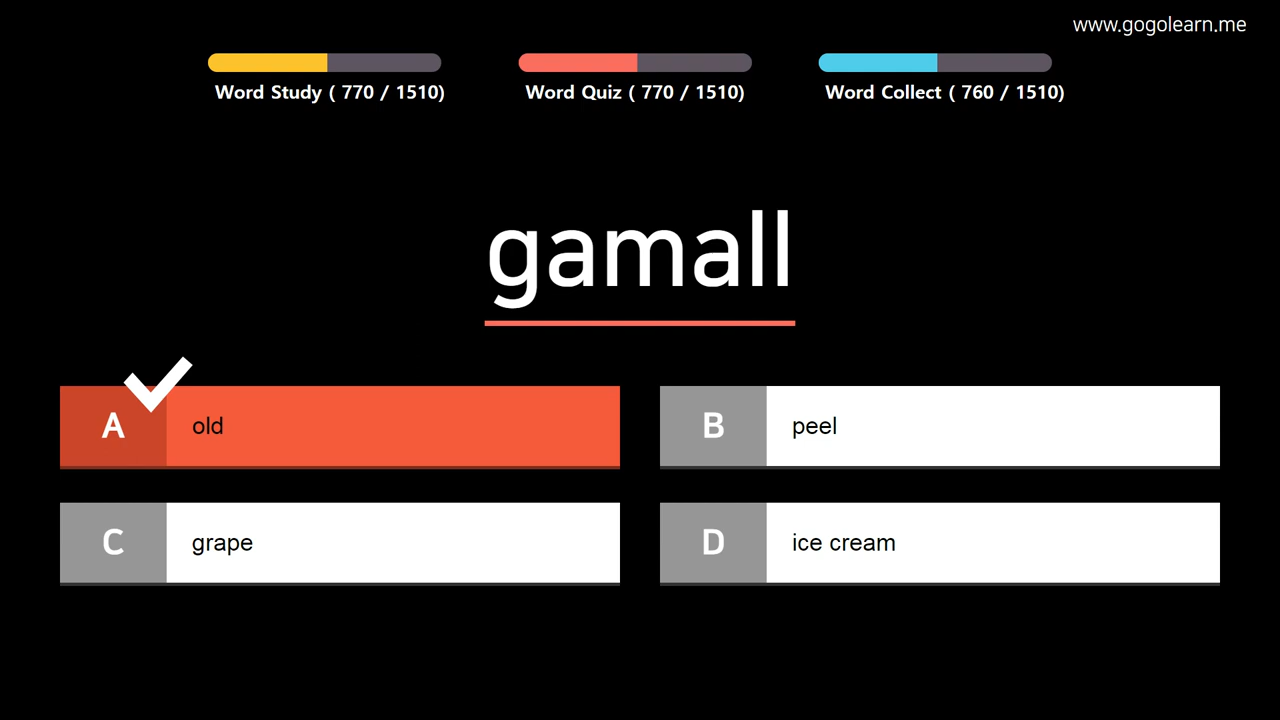 www.gogolearn.me
Word Study ( 770 / 1510)
Word Quiz ( 770 / 1510)
Word Collect ( 760 / 1510)
gamall
A old
B peel
C grape
D ice cream